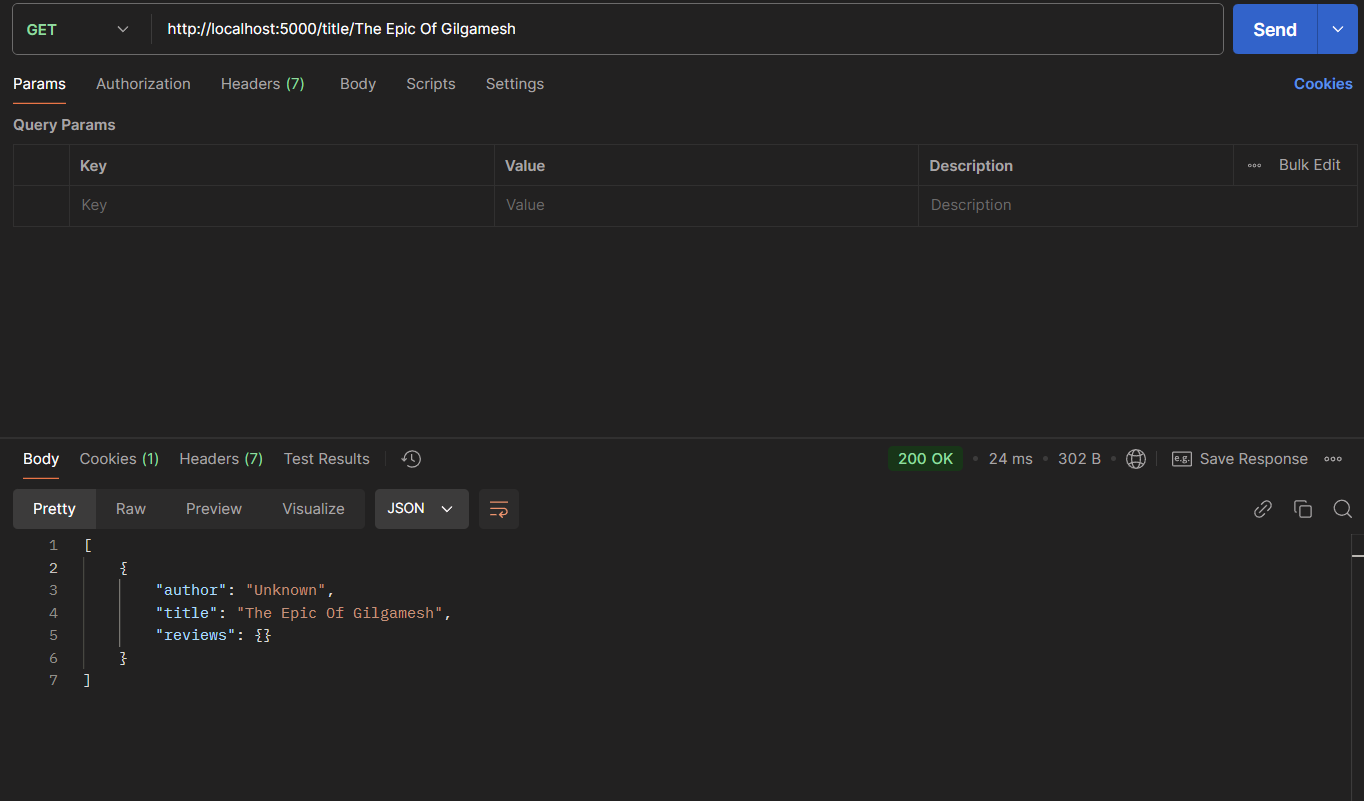 GET http://localhost:5000/title/The Epic Of Gilgamesh Send
Params Authorization Headers (7) Body Scripts Settings Cookies
Query Params
Key Value Description Bulk Edit
Key Value Description
Body Cookies (1) Headers (7) Test Results 200 OK 24 ms 302 B e.g. Save Response
Pretty Raw Preview Visualize JSON
1 [
2 {
3 "author": "Unknown",
4 "title": "The Epic Of Gilgamesh",
5 "reviews": {}
6 }
7 ]